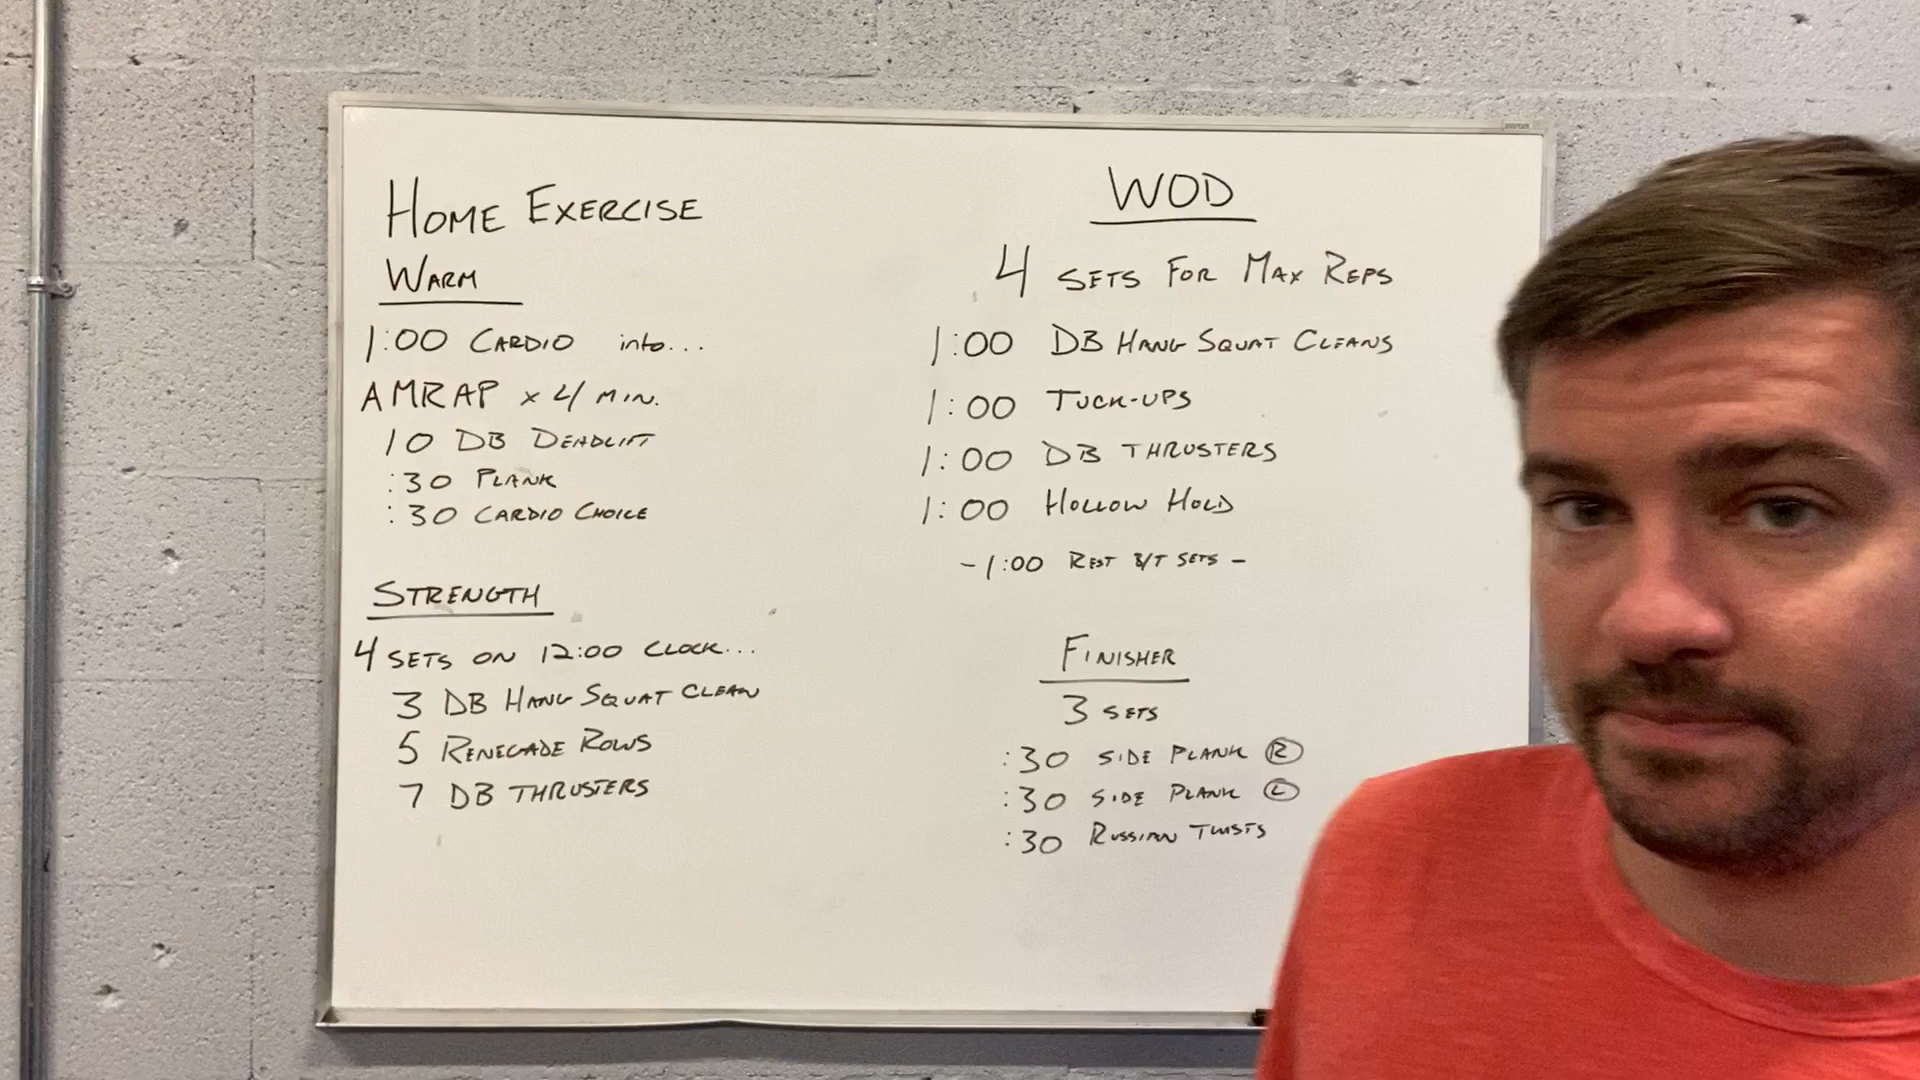 HOME EXERCISE
WARM
1:00 CARDIO into...
AMRAP x 4 MIN.
10 DB DEADLIFT
:30 PLANK
:30 CARDIO CHOICE
STRENGTH
4 SETS ON 12:00 CLOCK...
3 DB HANG SQUAT CLEAN
5 RENEGADE ROWS
7 DB THRUSTERS
WOD
4 SETS FOR MAX REPS
1:00 DB HANG SQUAT CLEANS
1:00 TUCK-UPS
1:00 DB THRUSTERS
1:00 HOLLOW HOLD
-1:00 REST B/T SETS -
FINISHER
3 SETS
:30 SIDE PLANK Ⓡ
:30 SIDE PLANK Ⓛ
:30 RUSSIAN TWISTS